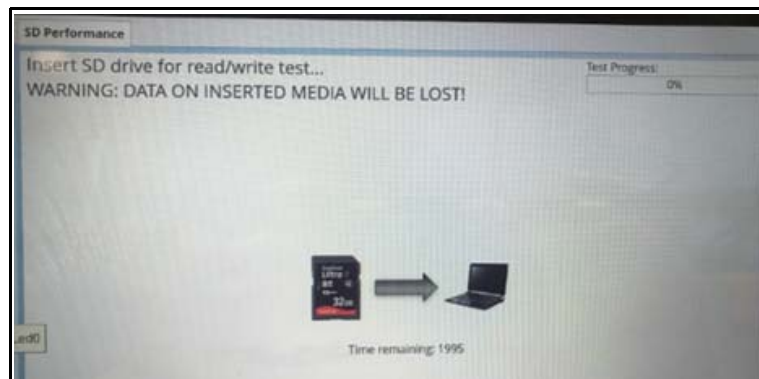 SD Performance
Insert SD drive for read/write test...
Test Progress:
WARNING: DATA ON INSERTED MEDIA WILL BE LOST!
0%
Ultra
32GB
Time remaining: 1995